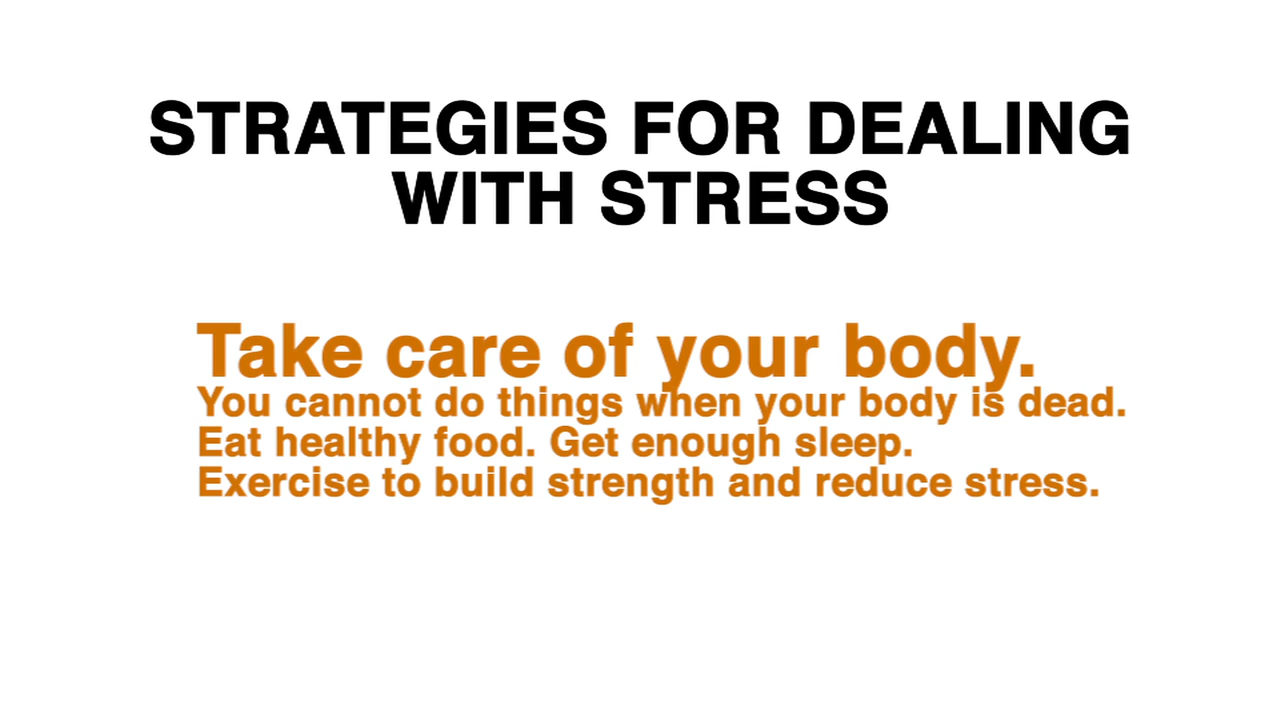 STRATEGIES FOR DEALING
WITH STRESS
Take care of your body.
You cannot do things when your body is dead.
Eat healthy food. Get enough sleep.
Exercise to build strength and reduce stress.